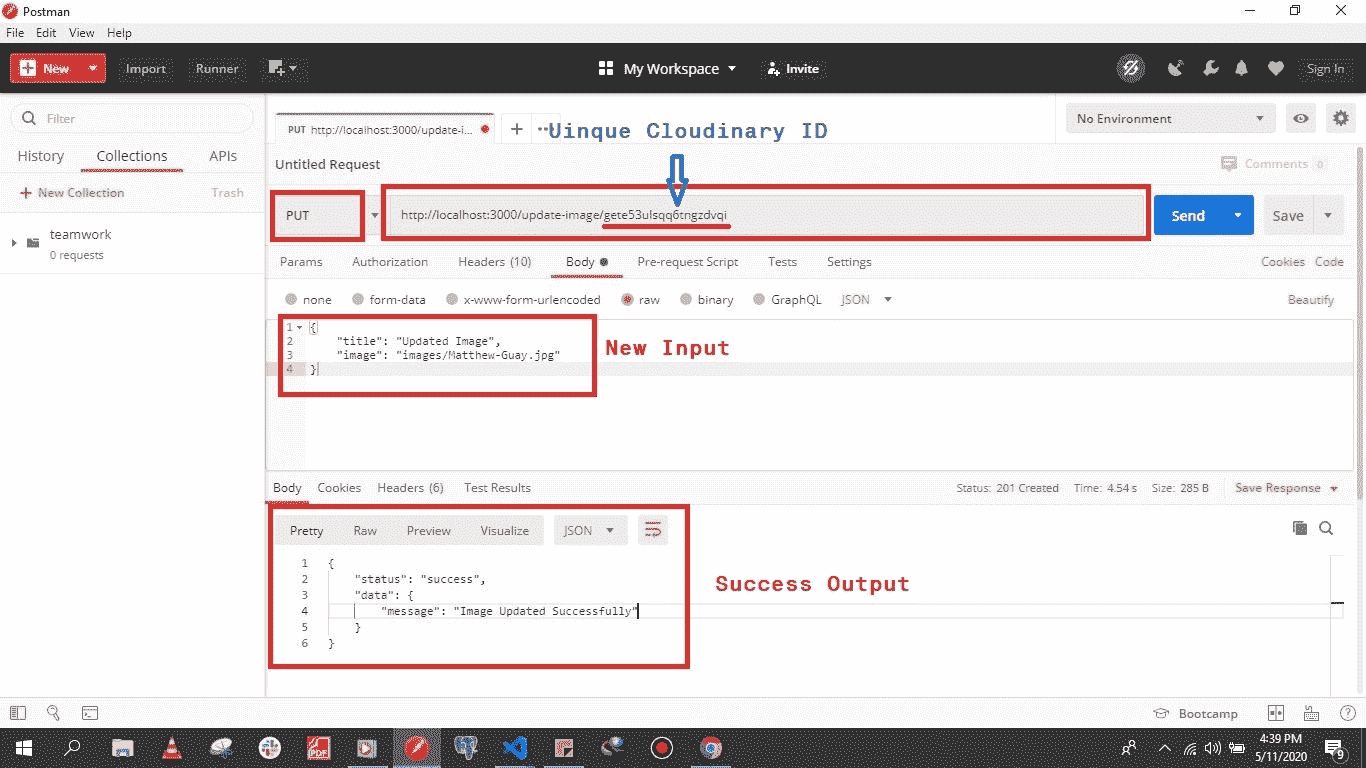 Postman
File Edit View Help
New Import Runner My Workspace Invite Sign In
Filter
History Collections APIs
New Collection Trash
teamwork
0 requests
PUT http://localhost:3000/update-i... + ••• No Environment
Uinque Cloudinary ID
Untitled Request Comments 0
PUT http://localhost:3000/update-image/gete53ulsqq6tngzdvqi Send Save
Params Authorization Headers (10) Body Pre-request Script Tests Settings Cookies Code
none form-data x-www-form-urlencoded raw binary GraphQL JSON Beautify
1 {
2 "title": "Updated Image",
3 "image": "images/Matthew-Guay.jpg"
4 }
New Input
Body Cookies Headers (6) Test Results Status: 201 Created Time: 4.54 s Size: 285 B Save Response
Pretty Raw Preview Visualize JSON
1 {
2 "status": "success",
3 "data": {
4 "message": "Image Updated Successfully"
5 }
6 }
Success Output
Bootcamp
PDF
4:39 PM
5/11/2020
9